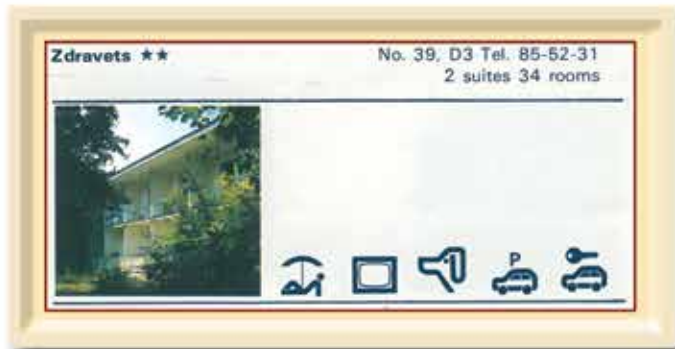 Zdravets ★★
No. 39, D3 Tel. 85-52-31
2 suites 34 rooms
P